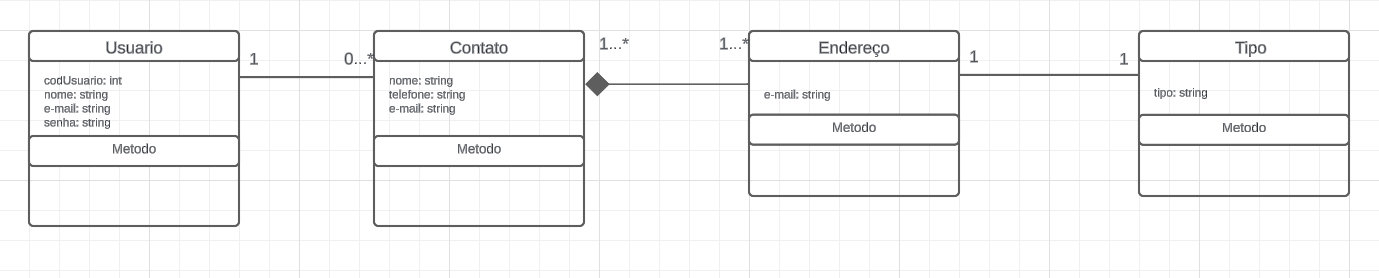 Usuario
codUsuario: int
nome: string
e-mail: string
senha: string
Metodo
1
0...*
Contato
nome: string
telefone: string
e-mail: string
Metodo
1...*
1...*
Endereço
e-mail: string
Metodo
1
1
Tipo
tipo: string
Metodo